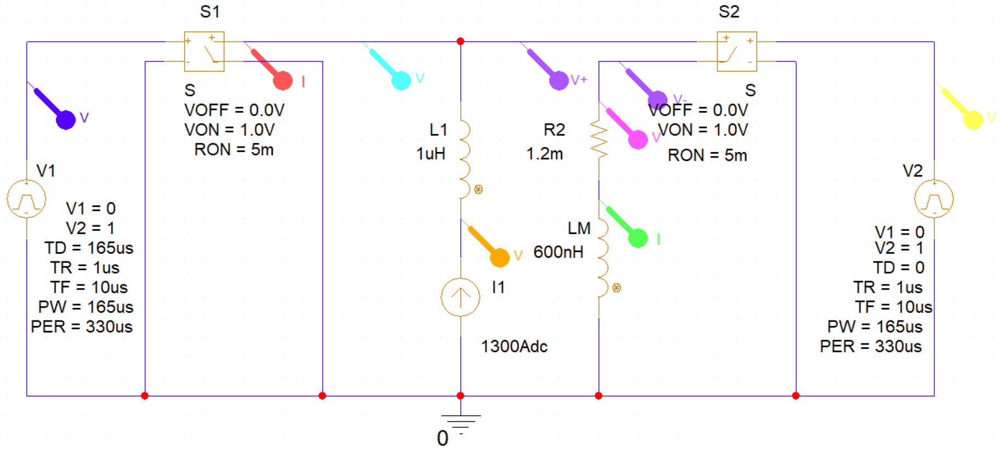 S1
S2
+
+
-
+
+
-
I
V
V+
V-
V
V
V
S
VOFF = 0.0V
VON = 1.0V
RON = 5m
S
VOFF = 0.0V
VON = 1.0V
RON = 5m
L1
1uH
R2
1.2m
V1
V1 = 0
V2 = 1
TD = 165us
TR = 1us
TF = 10us
PW = 165us
PER = 330us
V
I1
1300Adc
LM
600nH
I
V2
V1 = 0
V2 = 1
TD = 0
TR = 1us
TF = 10us
PW = 165us
PER = 330us
0